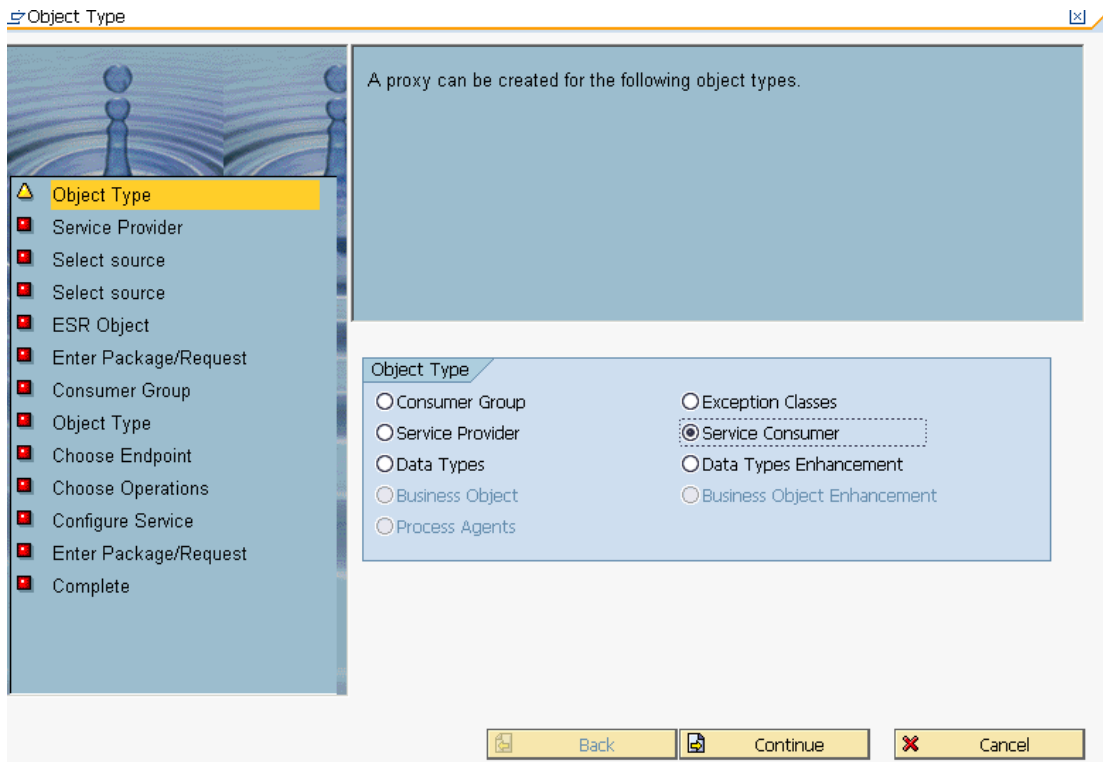 Object Type
A proxy can be created for the following object types.
Object Type
Service Provider
Select source
Select source
ESR Object
Enter Package/Request
Consumer Group
Object Type
Choose Endpoint
Choose Operations
Configure Service
Enter Package/Request
Complete
Object Type
Consumer Group Exception Classes
Service Provider Service Consumer
Data Types Data Types Enhancement
Business Object Business Object Enhancement
Process Agents
Back Continue Cancel